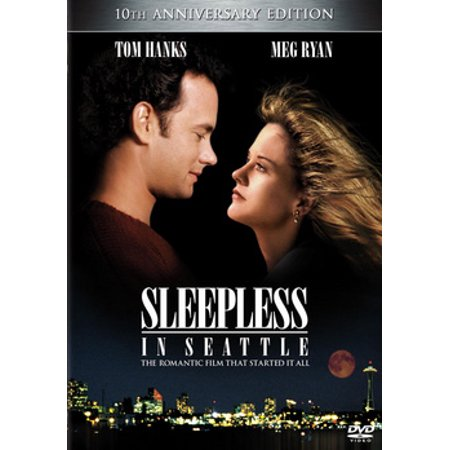 10TH ANNIVERSARY EDITION
TOM HANKS MEG RYAN
SLEEPLESS
IN SEATTLE
THE ROMANTIC FILM THAT STARTED IT ALL
DVD
VIDEO